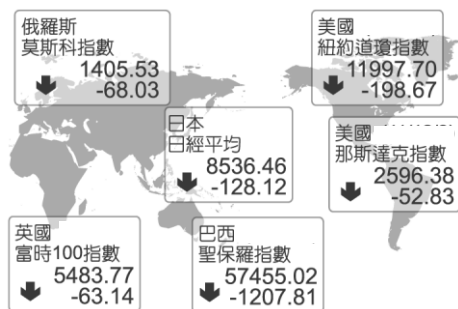 俄羅斯
莫斯科指數
1405.53
-68.03
美國
紐約道瓊指數
11997.70
-198.67
日本
日經平均
8536.46
-128.12
美國
那斯達克指數
2596.38
-52.83
英國
富時100指數
5483.77
-63.14
巴西
聖保羅指數
57455.02
-1207.81